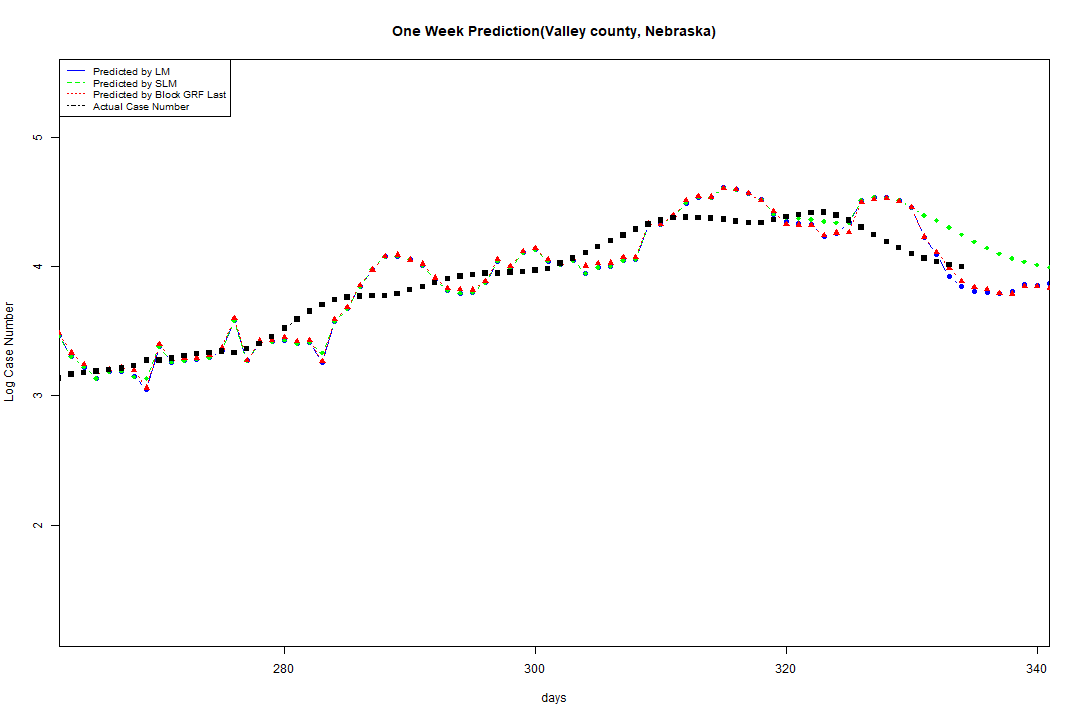 One Week Prediction(Valley county, Nebraska)
Predicted by LM
Predicted by SLM
Predicted by Block GRF Last
Actual Case Number
5
4
3
2
Log Case Number
280
300
320
340
days